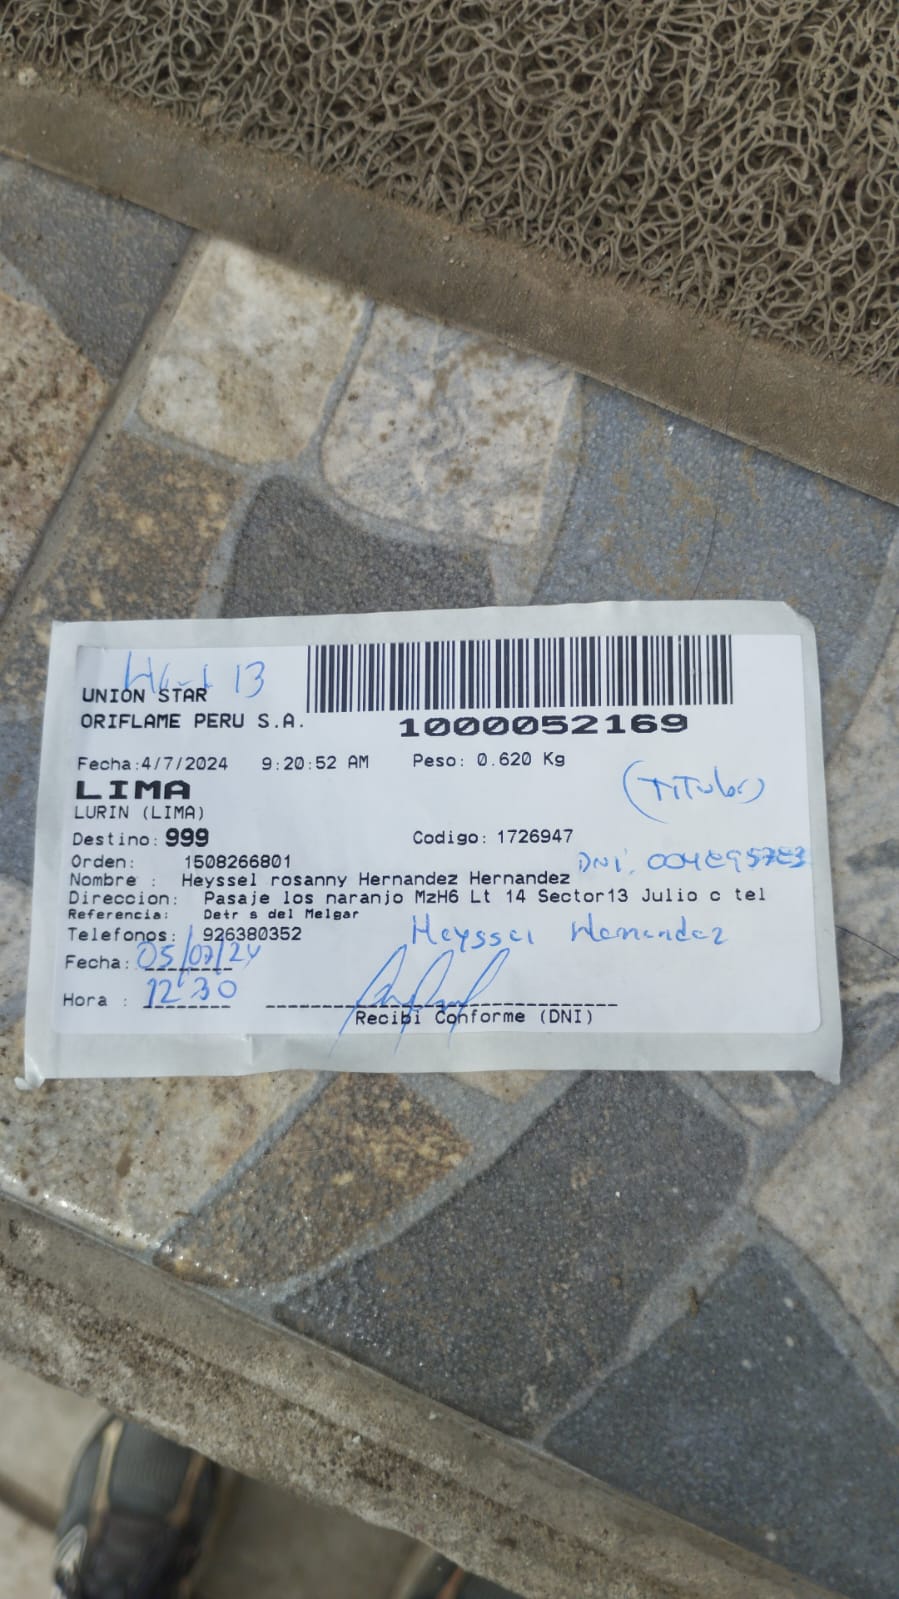 13
UNION STAR
ORIFLAME PERU S.A.
1000052169
Fecha:4/7/2024 9:20:52 AM Peso: 0.620 Kg
LIMA
(Titular)
LURIN (LIMA)
Destino: 999 Codigo: 1726947
Orden: 1508266801
DNI:
Nombre : Heyssel rosanny Hernandez Hernandez
Direccion: Pasaje los naranjo MzH6 Lt 14 Sector13 Julio c tel
Referencia: Detr s del Melgar
Telefonos: 926380352
Heyssel Hernandez
Fecha: 05/07/24
Hora : 12:30
Recibi Conforme (DNI)